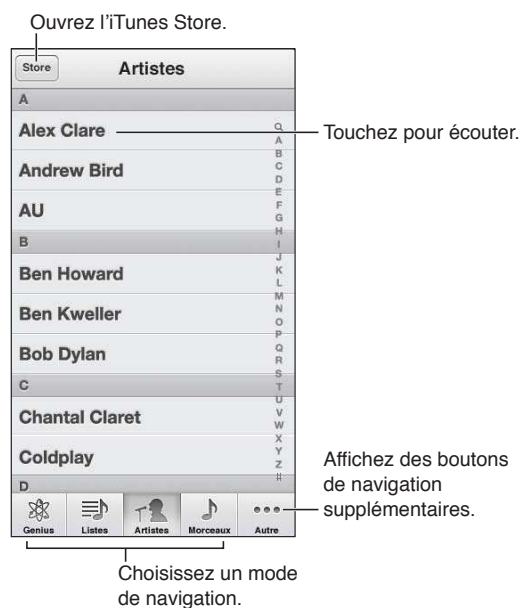 Ouvrez l'iTunes Store.
Store
Artistes
A
Alex Clare
Touchez pour écouter.
Andrew Bird
AU
B
Ben Howard
Ben Kweller
Bob Dylan
C
Chantal Claret
Coldplay
D
A
B
C
D
E
F
G
H
I
J
K
L
M
N
O
P
Q
R
S
T
U
V
W
X
Y
Z
#
Affichez des boutons
de navigation
supplémentaires.
Genius
Listes
Artistes
Morceaux
Autre
Choisissez un mode
de navigation.